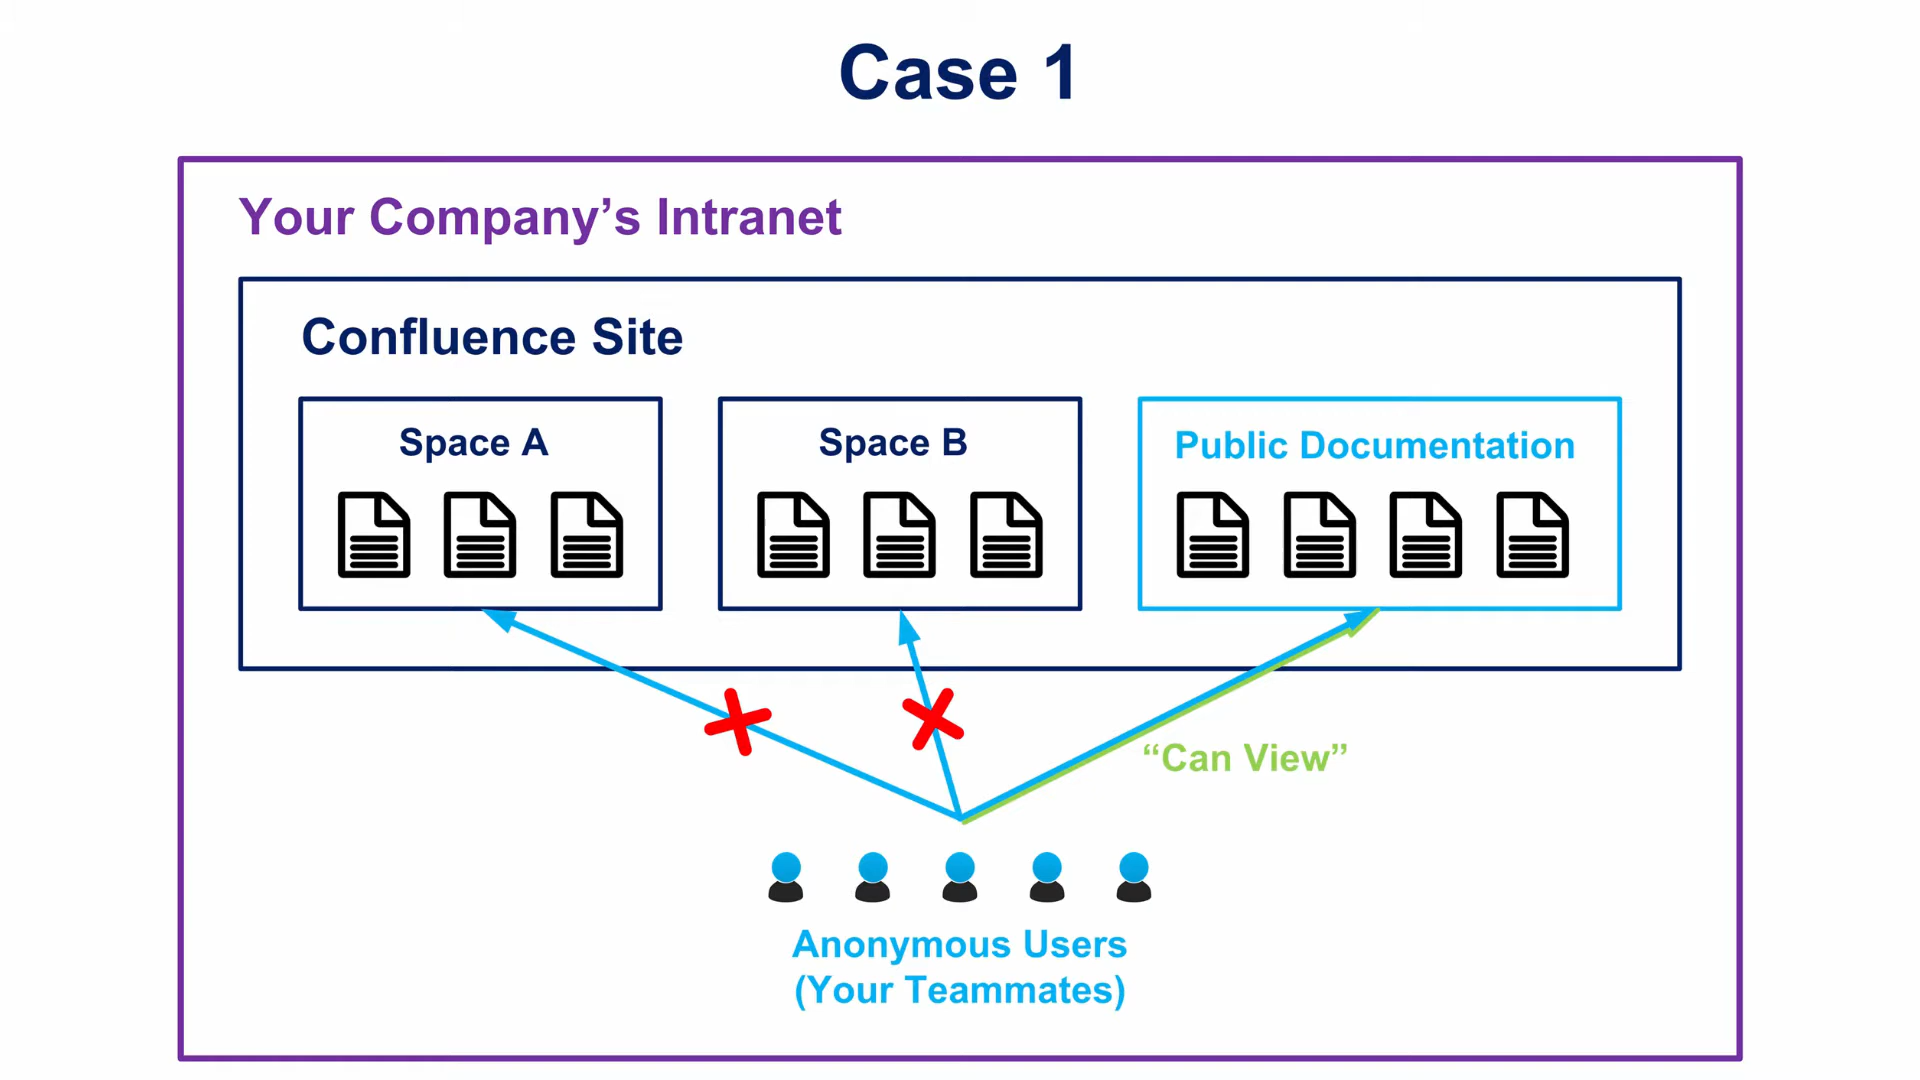 Case 1
Your Company’s Intranet
Confluence Site
Space A
Space B
Public Documentation
“Can View”
Anonymous Users
(Your Teammates)